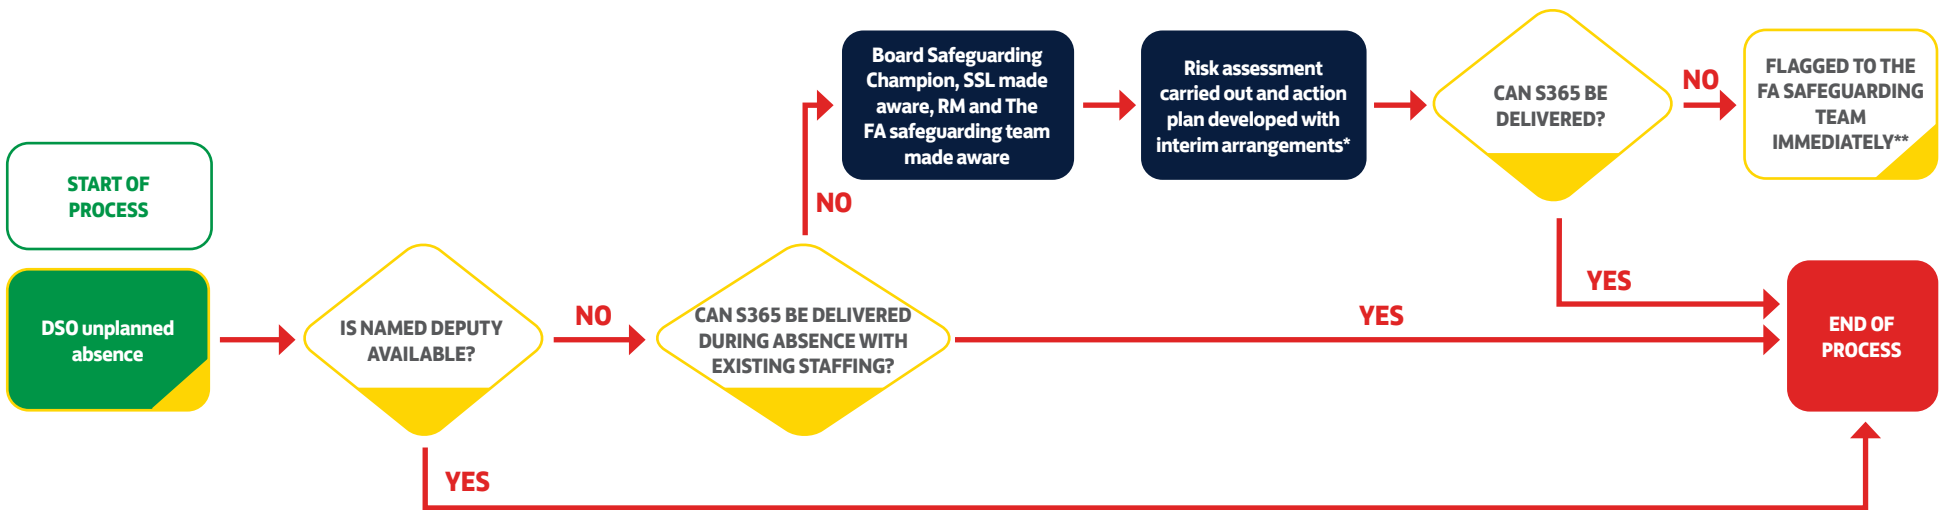 START OF
PROCESS
DSO unplanned
absence
IS NAMED DEPUTY
AVAILABLE?
NO
YES
CAN S365 BE DELIVERED
DURING ABSENCE WITH
EXISTING STAFFING?
NO
YES
Board Safeguarding
Champion, SSL made
aware, RM and The
FA safeguarding team
made aware
Risk assessment
carried out and action
plan developed with
interim arrangements*
CAN S365 BE
DELIVERED?
NO
YES
FLAGGED TO THE
FA SAFEGUARDING
TEAM
IMMEDIATELY**
END OF
PROCESS